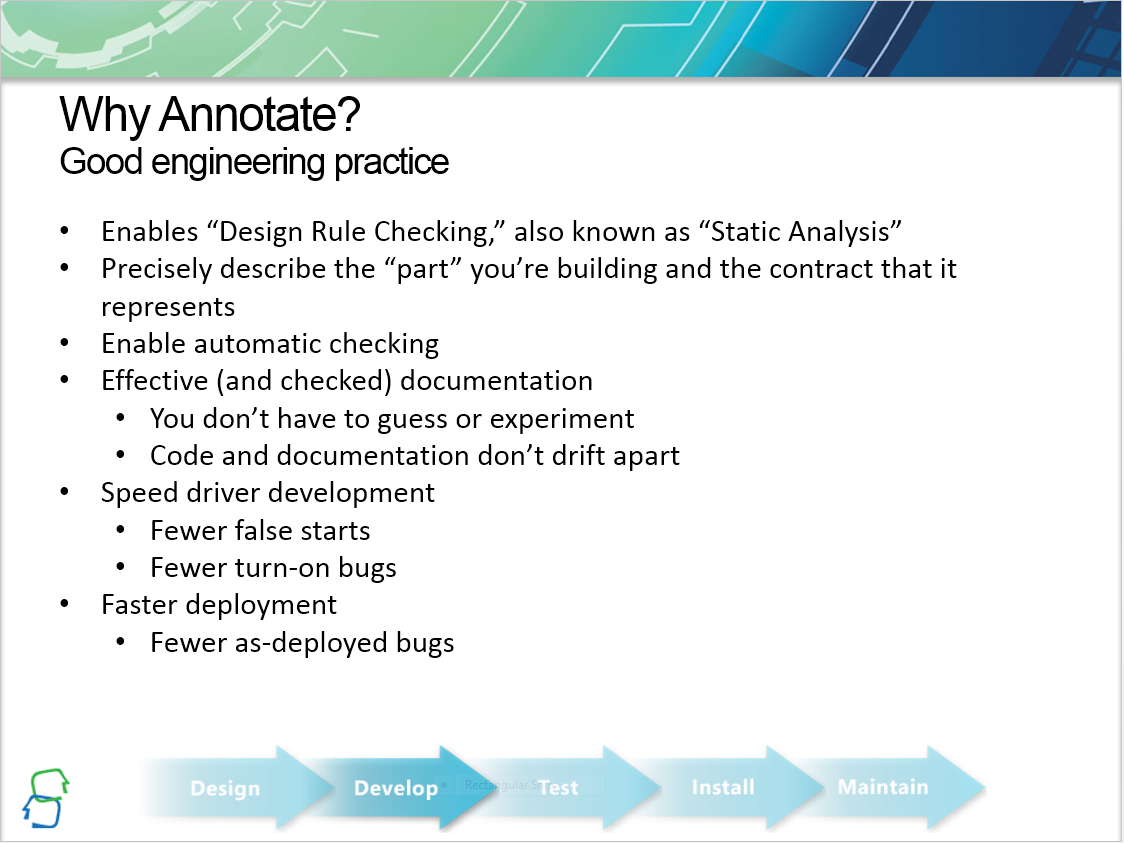 Why Annotate?
Good engineering practice
• Enables “Design Rule Checking,” also known as “Static Analysis”
• Precisely describe the “part” you’re building and the contract that it
represents
• Enable automatic checking
• Effective (and checked) documentation
• You don’t have to guess or experiment
• Code and documentation don’t drift apart
• Speed driver development
• Fewer false starts
• Fewer turn-on bugs
• Faster deployment
• Fewer as-deployed bugs
Design
Develop
Test
Install
Maintain
Rectangular